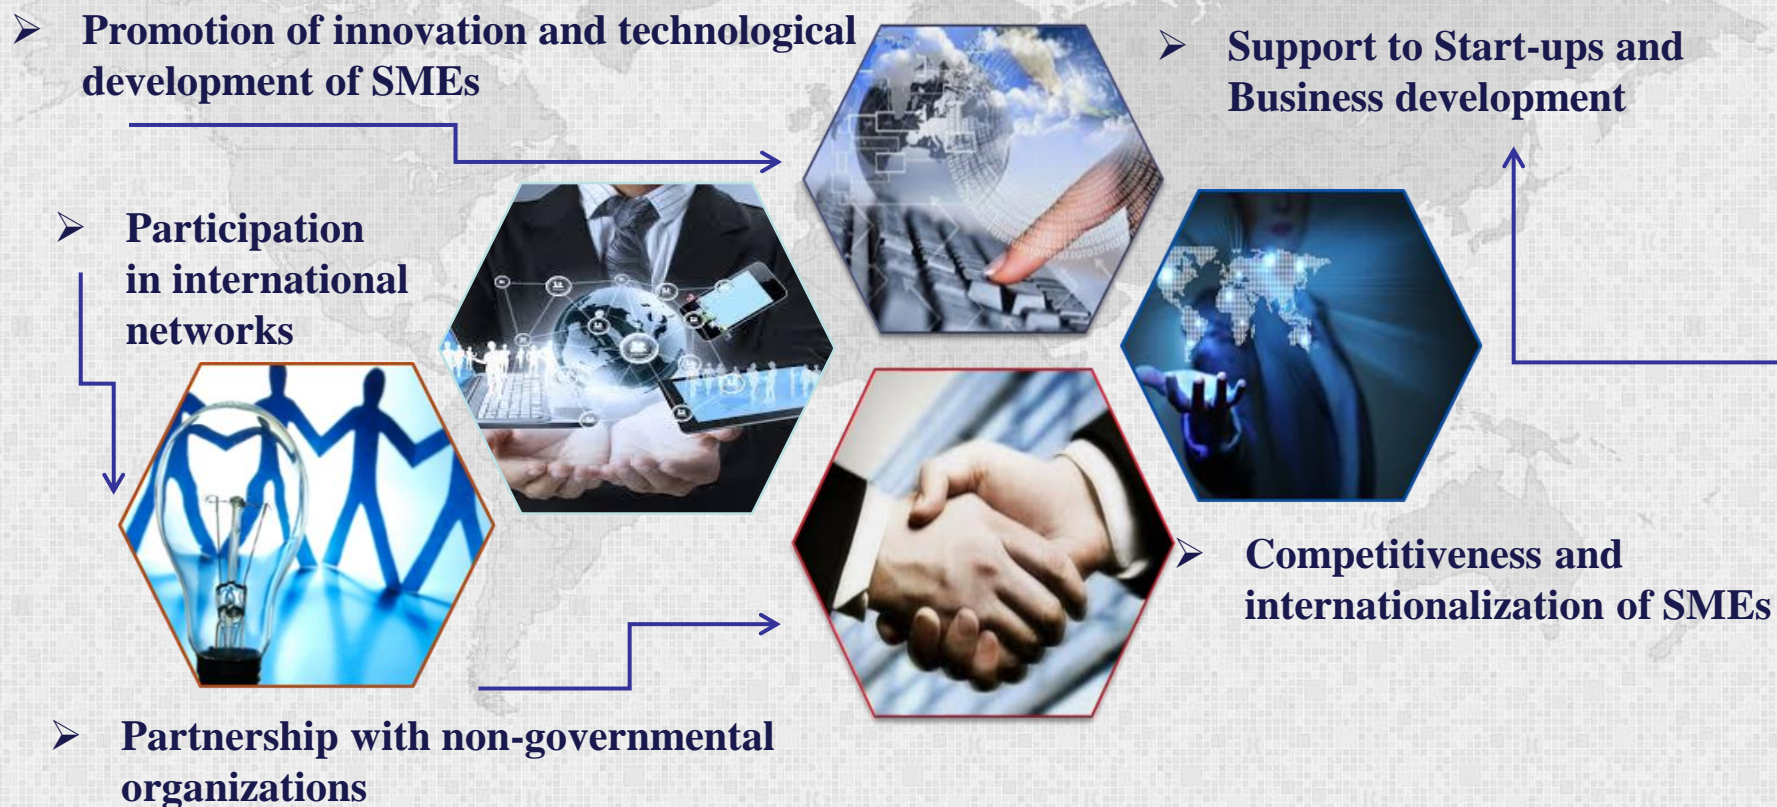 ➢ Promotion of innovation and technological
development of SMEs
➢ Support to Start-ups and
Business development
➢ Participation
in international
networks
➢ Competitiveness and
internationalization of SMEs
➢ Partnership with non-governmental
organizations